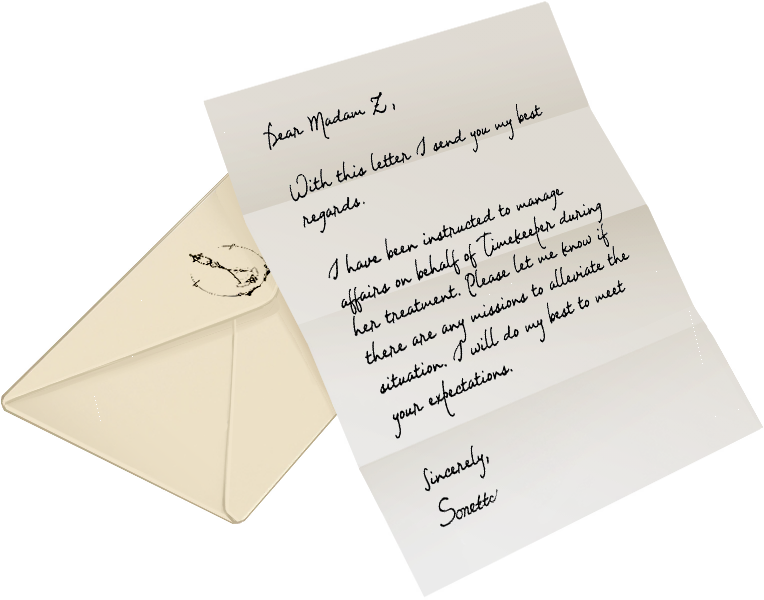 Dear Madam Z,
With this letter I send you my best
regards.
I have been instructed to manage
affairs on behalf of Timekeeper during
her treatment. Please let me know if
there are any missions to alleviate the
situation. I will do my best to meet
your expectations.
Sincerely,
Sonetto